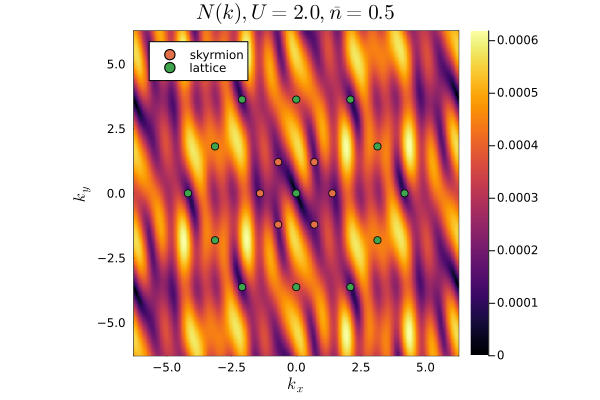 N(k), U = 2.0, n̄ = 0.5
skyrmion
lattice
5.0
2.5
0.0
−2.5
−5.0
k_y
−5.0 −2.5 0.0 2.5 5.0
k_x
0.0006
0.0005
0.0004
0.0003
0.0002
0.0001
0